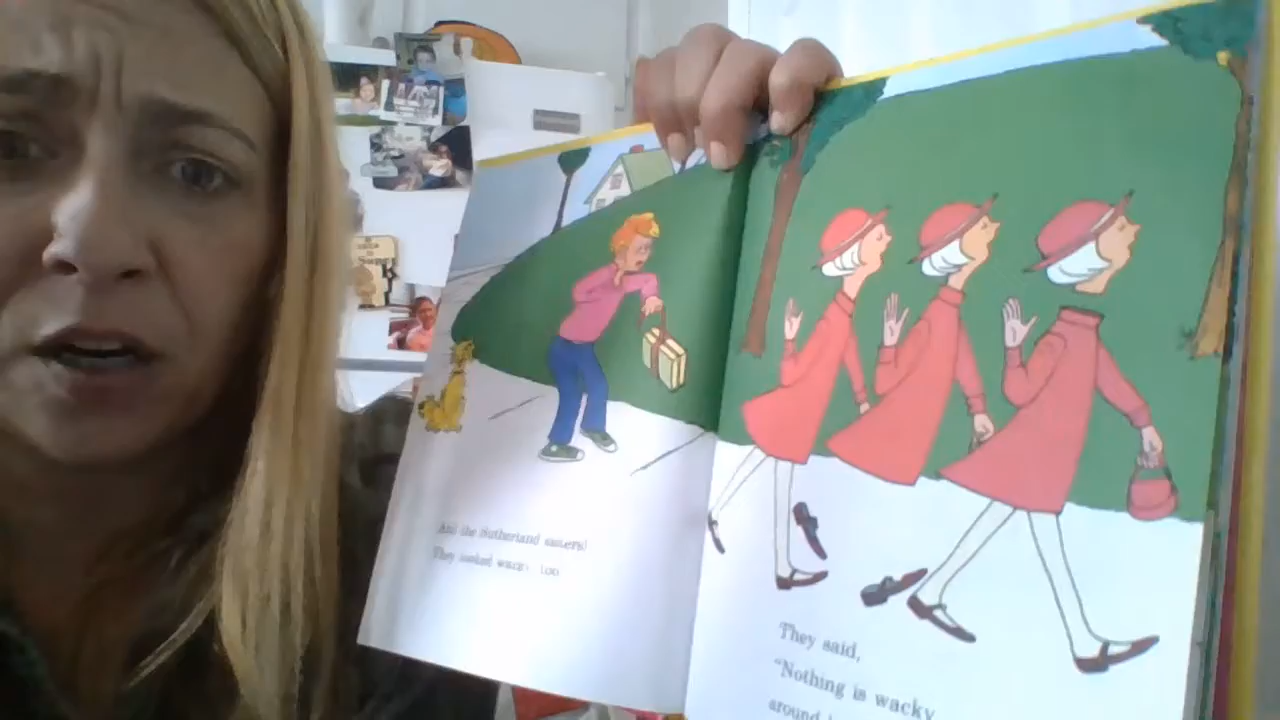 And the Sutherland sisters!
They looked wacky, too
They said,
"Nothing is wacky
around